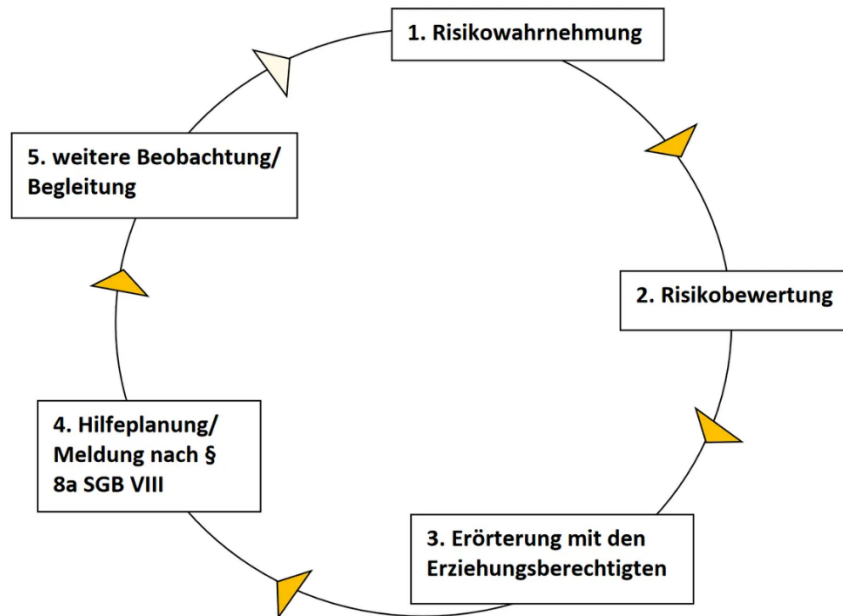 1. Risikowahrnehmung
2. Risikobewertung
3. Erörterung mit den
Erziehungsberechtigten
4. Hilfeplanung/
Meldung nach §
8a SGB VIII
5. weitere Beobachtung/
Begleitung